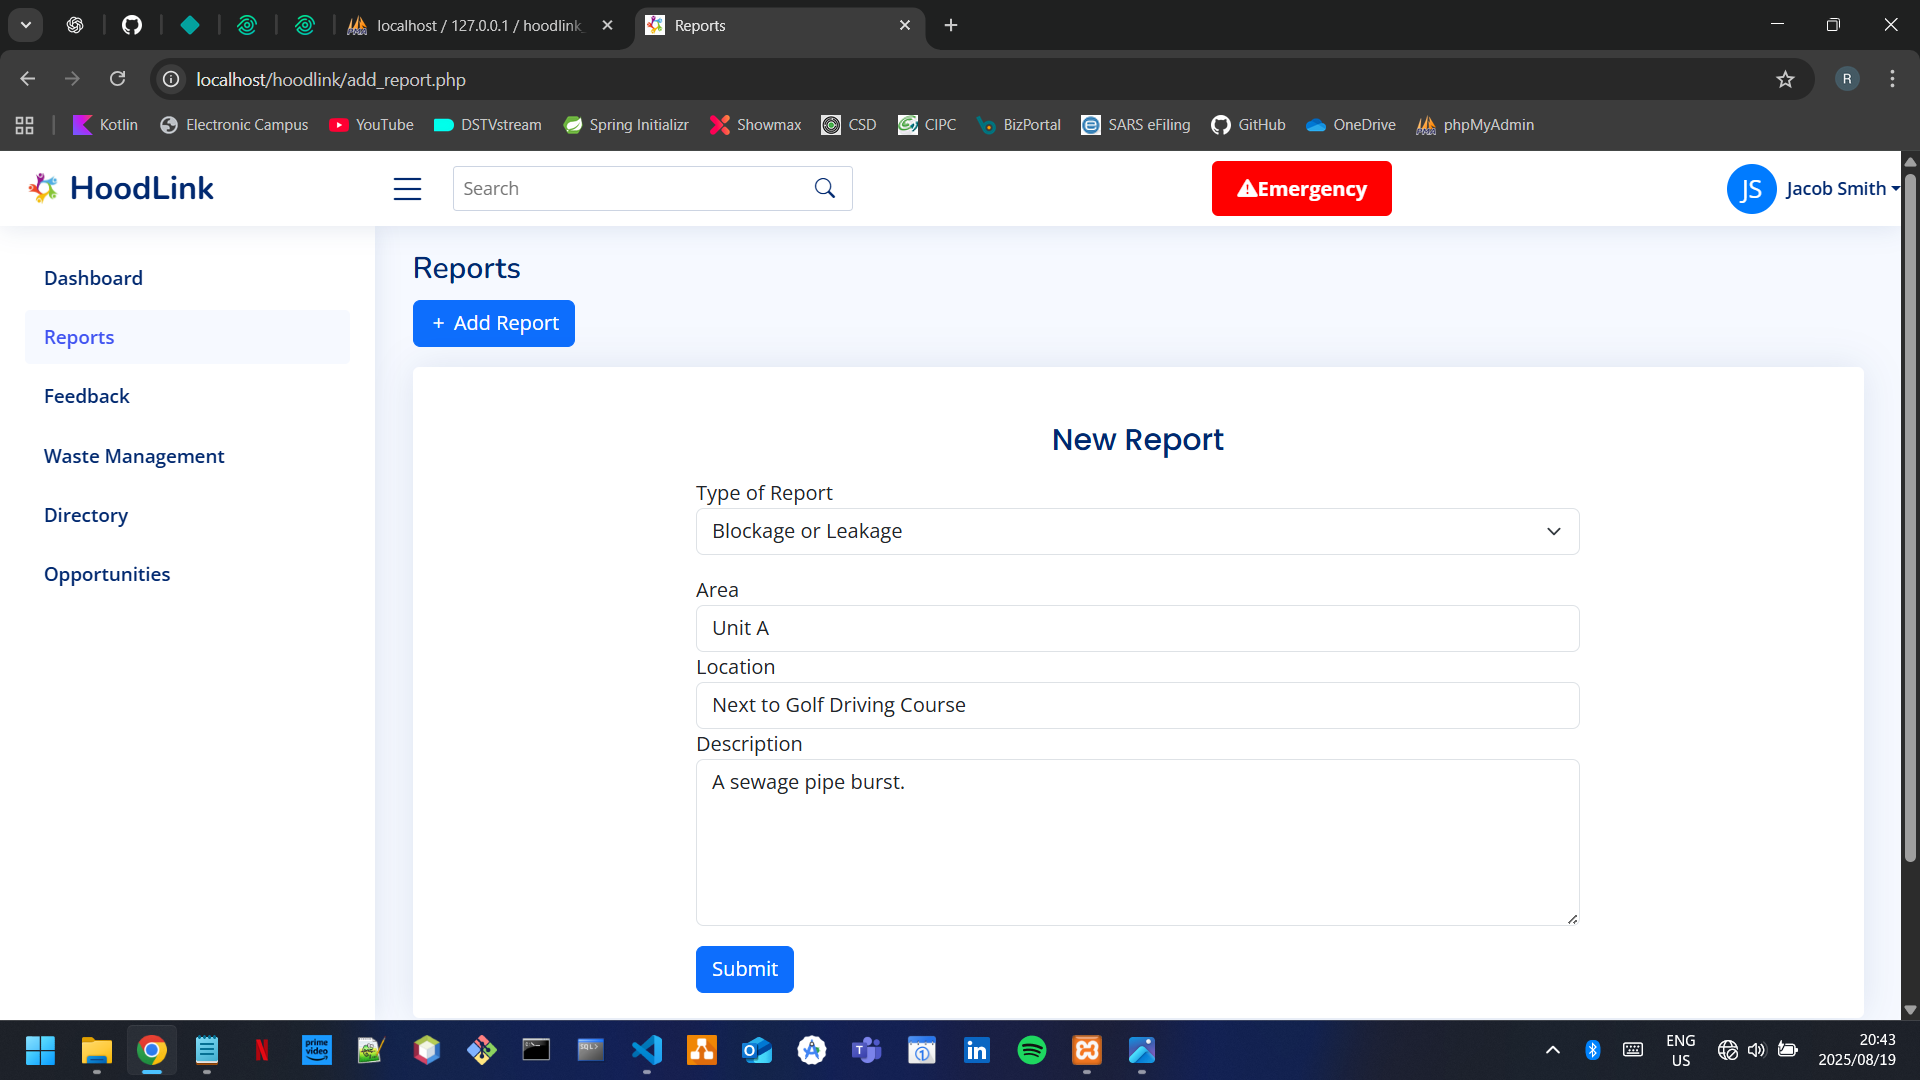 localhost / 127.0.0.1 / hoodlink_
Reports
localhost/hoodlink/add_report.php
R
Kotlin
Electronic Campus
YouTube
DSTVstream
Spring Initializr
Showmax
CSD
CIPC
BizPortal
SARS eFiling
GitHub
OneDrive
phpMyAdmin
HoodLink
Search
Emergency
JS
Jacob Smith
Dashboard
Reports
Feedback
Waste Management
Directory
Opportunities
Reports
+ Add Report
New Report
Type of Report
Blockage or Leakage
Area
Unit A
Location
Next to Golf Driving Course
Description
A sewage pipe burst.
Submit
prime video
ENG
US
20:43
2025/08/19